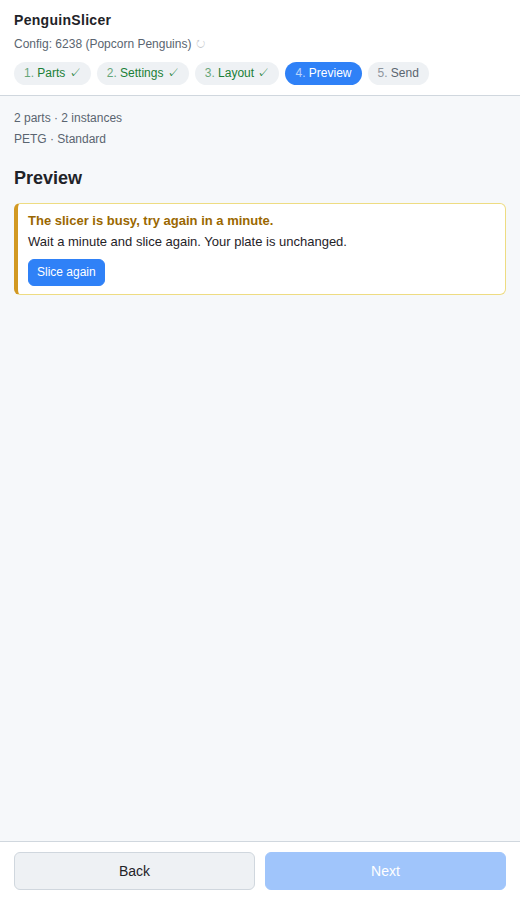 PenguinSlicer
Config: 6238 (Popcorn Penguins) ↻
1. Parts ✓ 2. Settings ✓ 3. Layout ✓ 4. Preview 5. Send
2 parts · 2 instances
PETG · Standard
Preview
The slicer is busy, try again in a minute.
Wait a minute and slice again. Your plate is unchanged.
Slice again
Back Next